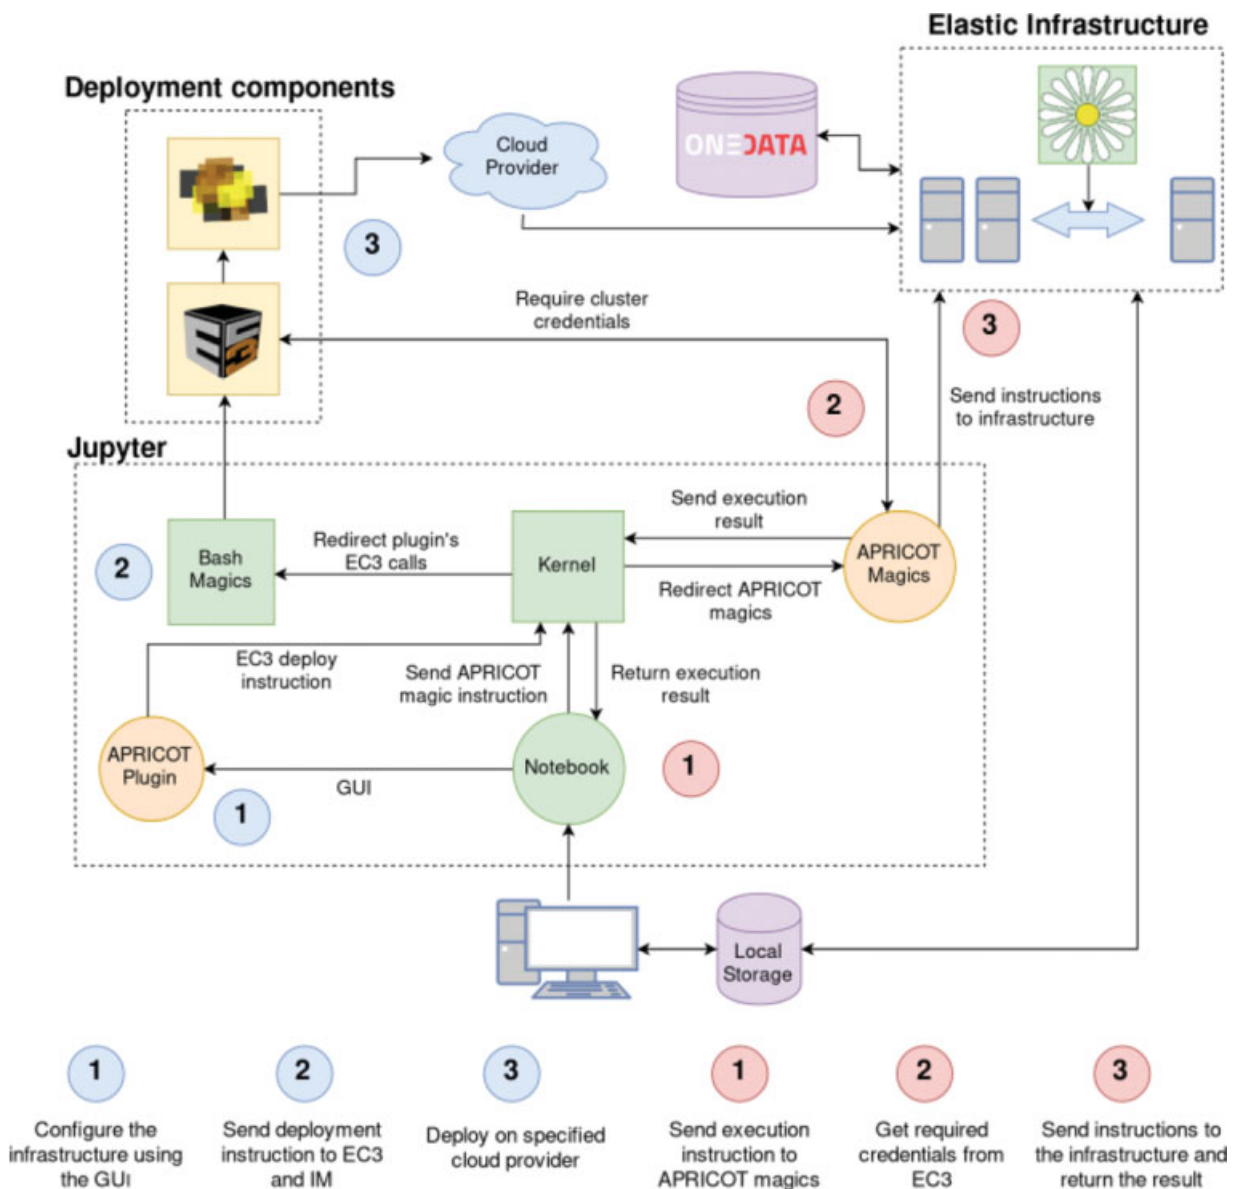 Elastic Infrastructure
Deployment components
Cloud
Provider
ONEDATA
3
Require cluster
credentials
3
EC3
2
Send instructions
to infrastructure
Jupyter
Send execution
result
Redirect plugin's
EC3 calls
Bash
Magics
2
Kernel
APRICOT
Magics
Redirect APRICOT
magics
EC3 deploy
instruction
Send APRICOT
magic instruction
Return execution
result
APRICOT
Plugin
GUI
Notebook
1
1
Local
Storage
1
2
3
1
2
3
Configure the
infrastructure using
the GUI
Send deployment
instruction to EC3
and IM
Deploy on specified
cloud provider
Send execution
instruction to
APRICOT magics
Get required
credentials from
EC3
Send instructions to
the infrastructure and
return the result